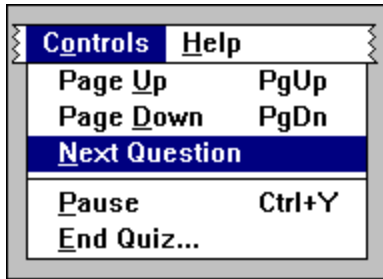 Controls Help
Page Up PgUp
Page Down PgDn
Next Question
Pause Ctrl+Y
End Quiz...